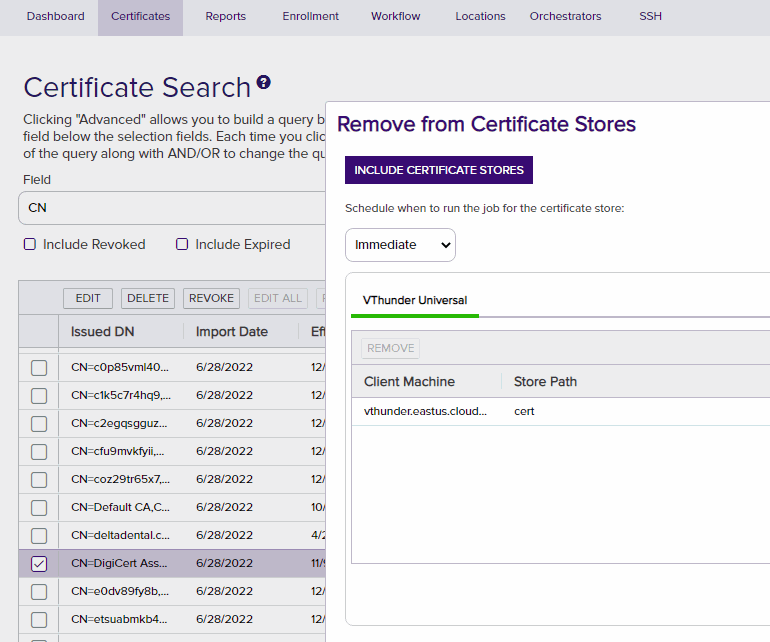 Dashboard Certificates Reports Enrollment Workflow Locations Orchestrators SSH
Certificate Search ?
Clicking "Advanced" allows you to build a query b
field below the selection fields. Each time you clic
of the query along with AND/OR to change the qu
Field
CN
Include Revoked Include Expired
EDIT DELETE REVOKE EDIT ALL
Issued DN Import Date Eff
CN=c0p85vml40... 6/28/2022 12/
CN=c1k5c7r4hq9,... 6/28/2022 12/
CN=c2egqsgguz... 6/28/2022 12/
CN=cfu9mvkfyii,... 6/28/2022 12/
CN=coz29tr65x7,... 6/28/2022 12/
CN=Default CA,C... 6/28/2022 10/
CN=deltadental.c... 6/28/2022 4/2
CN=DigiCert Ass... 6/28/2022 11/9
CN=e0dv89fy8b,... 6/28/2022 12/
CN=etsuabmkb4... 6/28/2022 12/
Remove from Certificate Stores
INCLUDE CERTIFICATE STORES
Schedule when to run the job for the certificate store:
Immediate
VThunder Universal
REMOVE
Client Machine Store Path
vthunder.eastus.cloud... cert